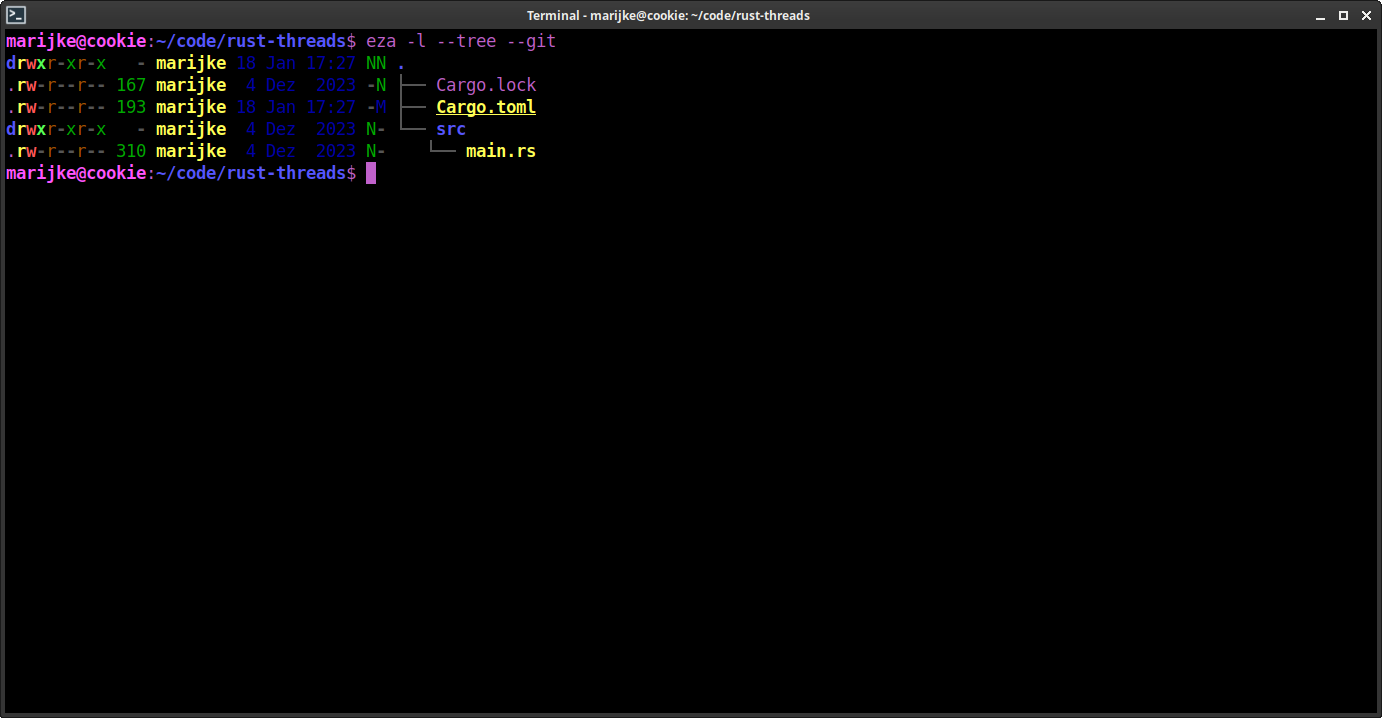 Terminal - marijke@cookie: ~/code/rust-threads
marijke@cookie:~/code/rust-threads$ eza -l --tree --git
drwxr-xr-x   - marijke 18 Jan 17:27 NN .
.rw-r--r-- 167 marijke  4 Dez  2023 -N ├── Cargo.lock
.rw-r--r-- 193 marijke 18 Jan 17:27 -M ├── Cargo.toml
drwxr-xr-x   - marijke  4 Dez  2023 N- └── src
.rw-r--r-- 310 marijke  4 Dez  2023 N-    └── main.rs
marijke@cookie:~/code/rust-threads$